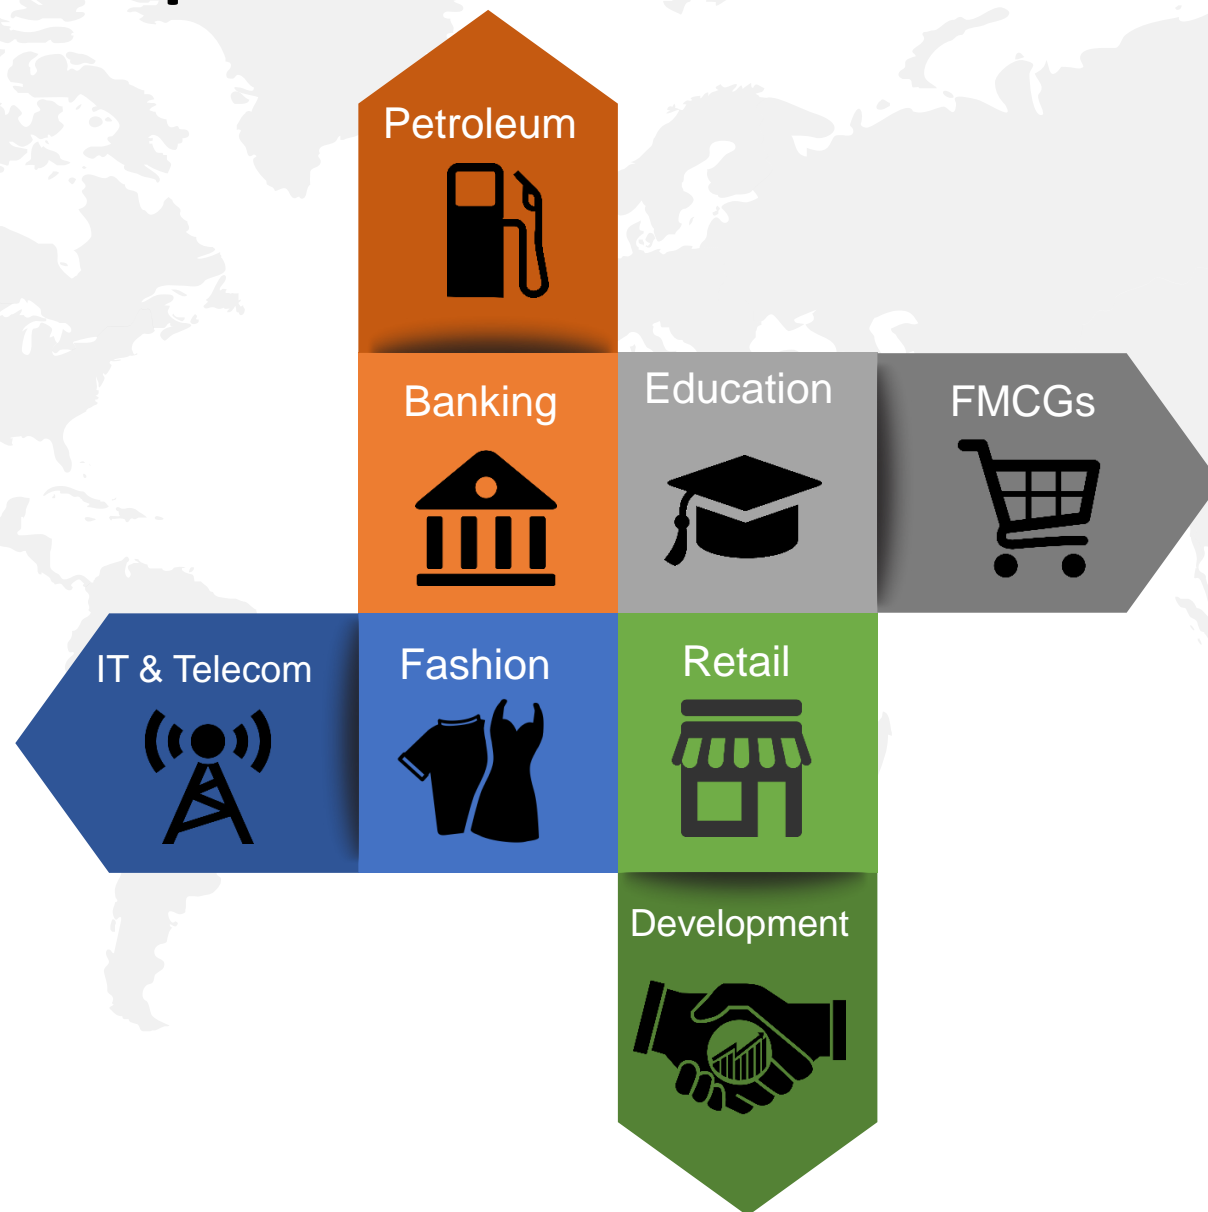 Petroleum
Banking
Education
FMCGs
IT & Telecom
Fashion
Retail
Development